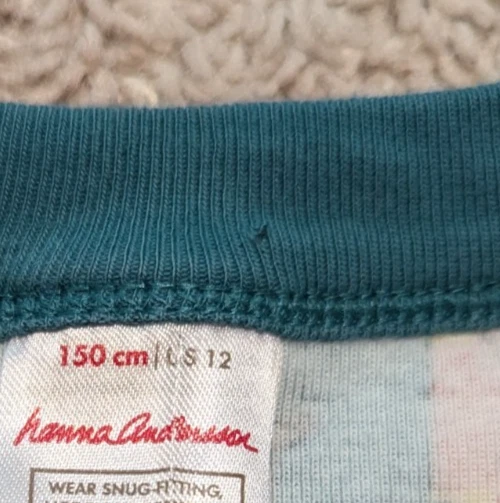 150 cm | US 12
hanna andersson
WEAR SNUG-FITTING,